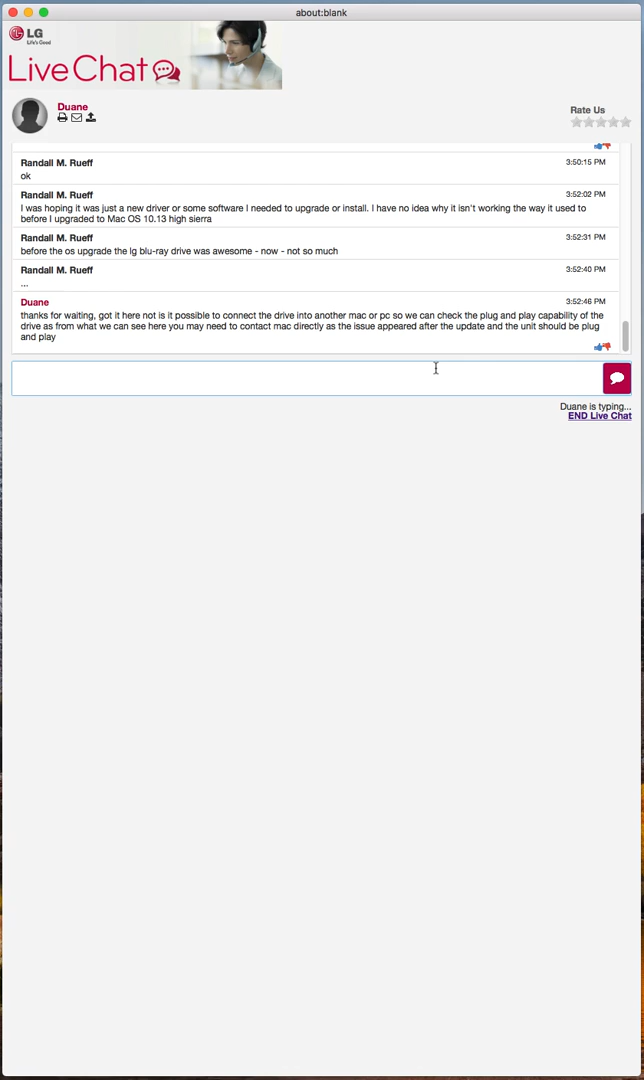 about:blank
LG
Life's Good
Live Chat
Duane
Rate Us
Randall M. Rueff 3:50:15 PM
ok
Randall M. Rueff 3:52:02 PM
I was hoping it was just a new driver or some software I needed to upgrade or install. I have no idea why it isn't working the way it used to
before I upgraded to Mac OS 10.13 high sierra
Randall M. Rueff 3:52:31 PM
before the os upgrade the lg blu-ray drive was awesome - now - not so much
Randall M. Rueff 3:52:40 PM
...
Duane 3:52:46 PM
thanks for waiting, got it here not is it possible to connect the drive into another mac or pc so we can check the plug and play capability of the
drive as from what we can see here you may need to contact mac directly as the issue appeared after the update and the unit should be plug
and play
Duane is typing...
END Live Chat